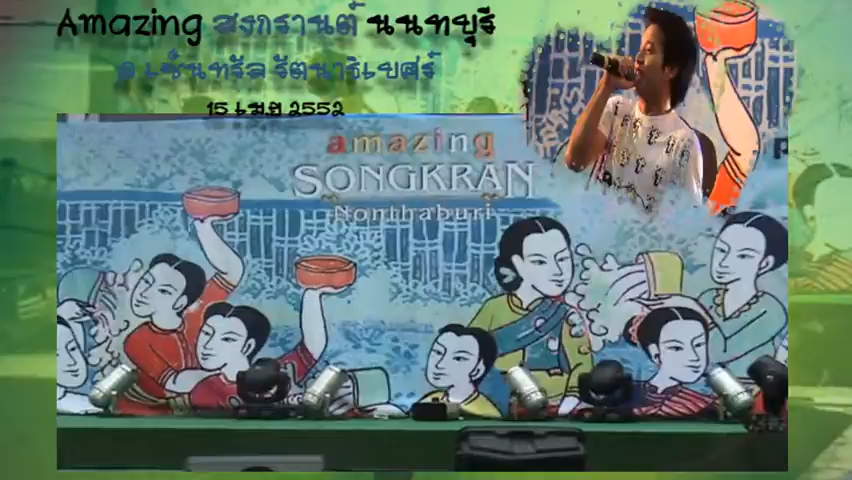 Amazing สงกรานต์ นนทบุรี
@ เซ็นทรัล รัตนาธิเบศร์
15 เมย 2552
amazing
SONGKRAN
Nonthaburi